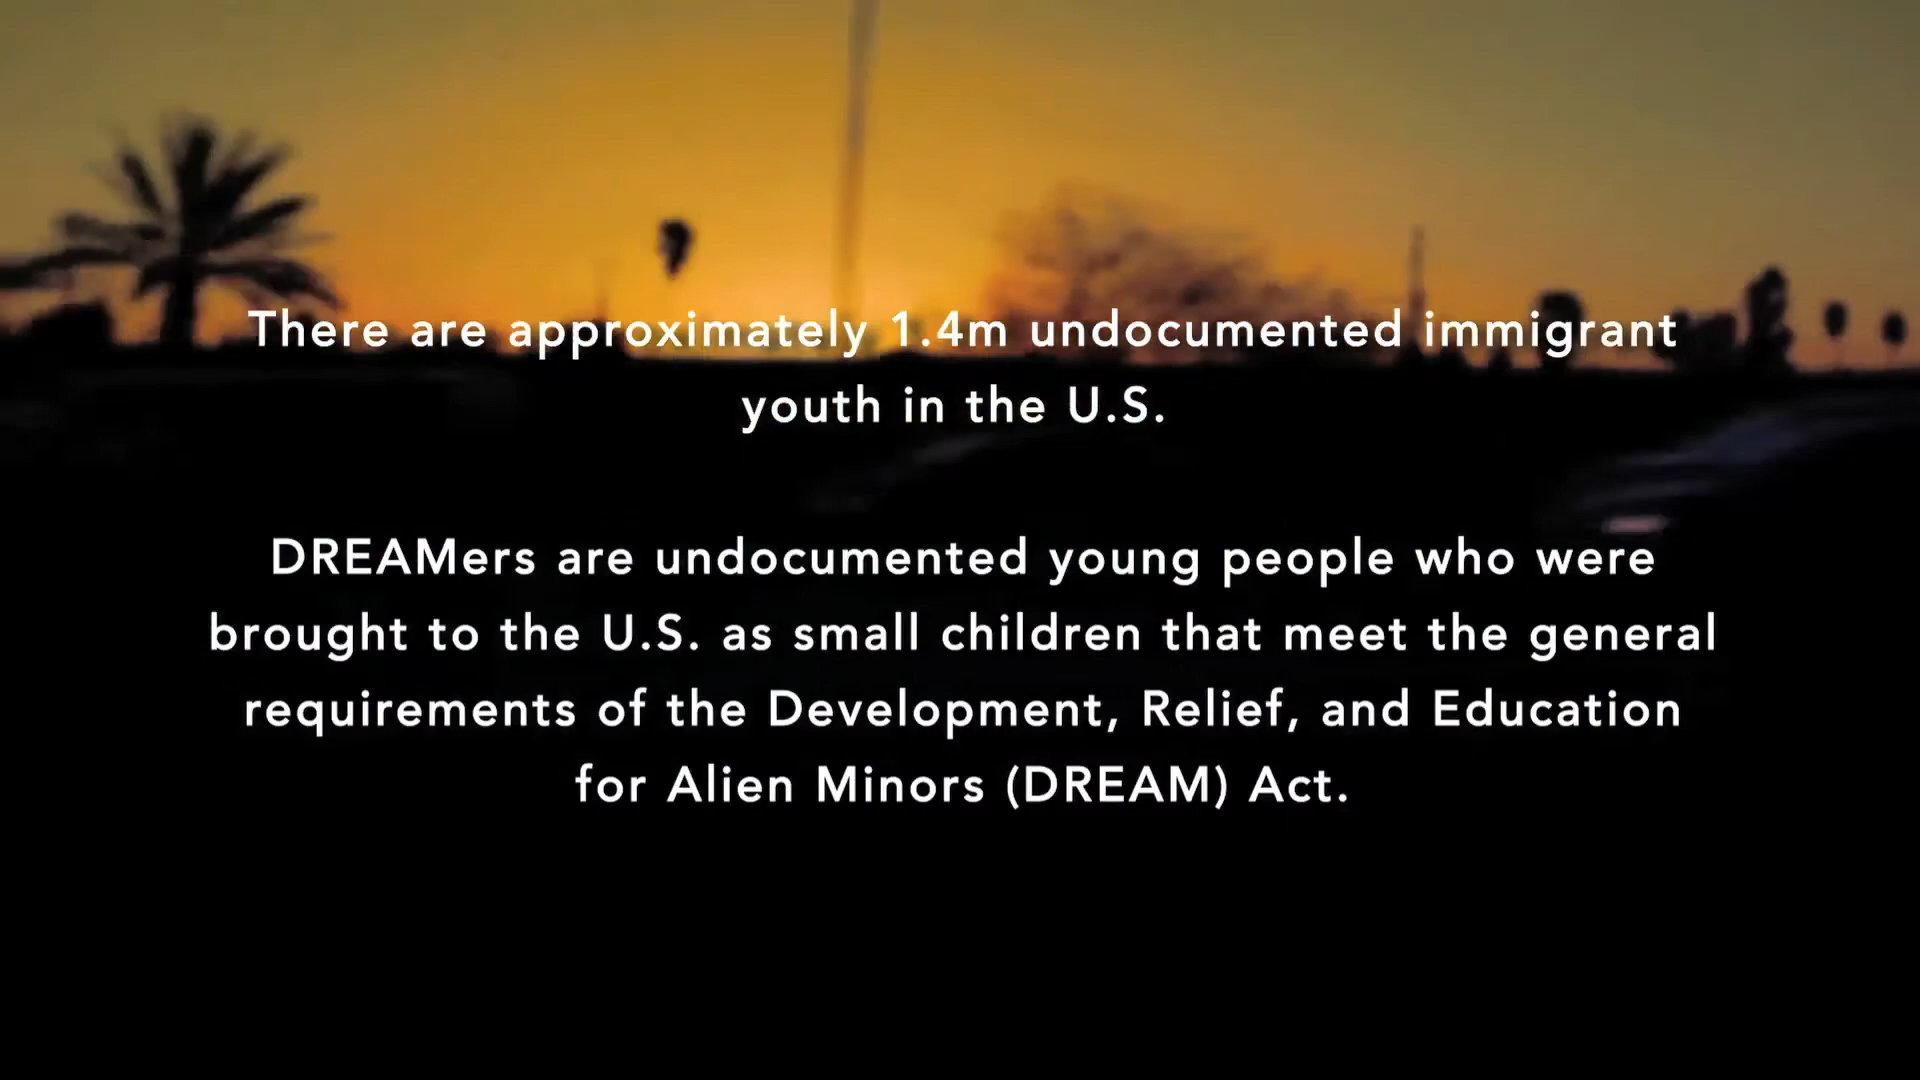 There are approximately 1.4m undocumented immigrant
youth in the U.S.
DREAMers are undocumented young people who were
brought to the U.S. as small children that meet the general
requirements of the Development, Relief, and Education
for Alien Minors (DREAM) Act.